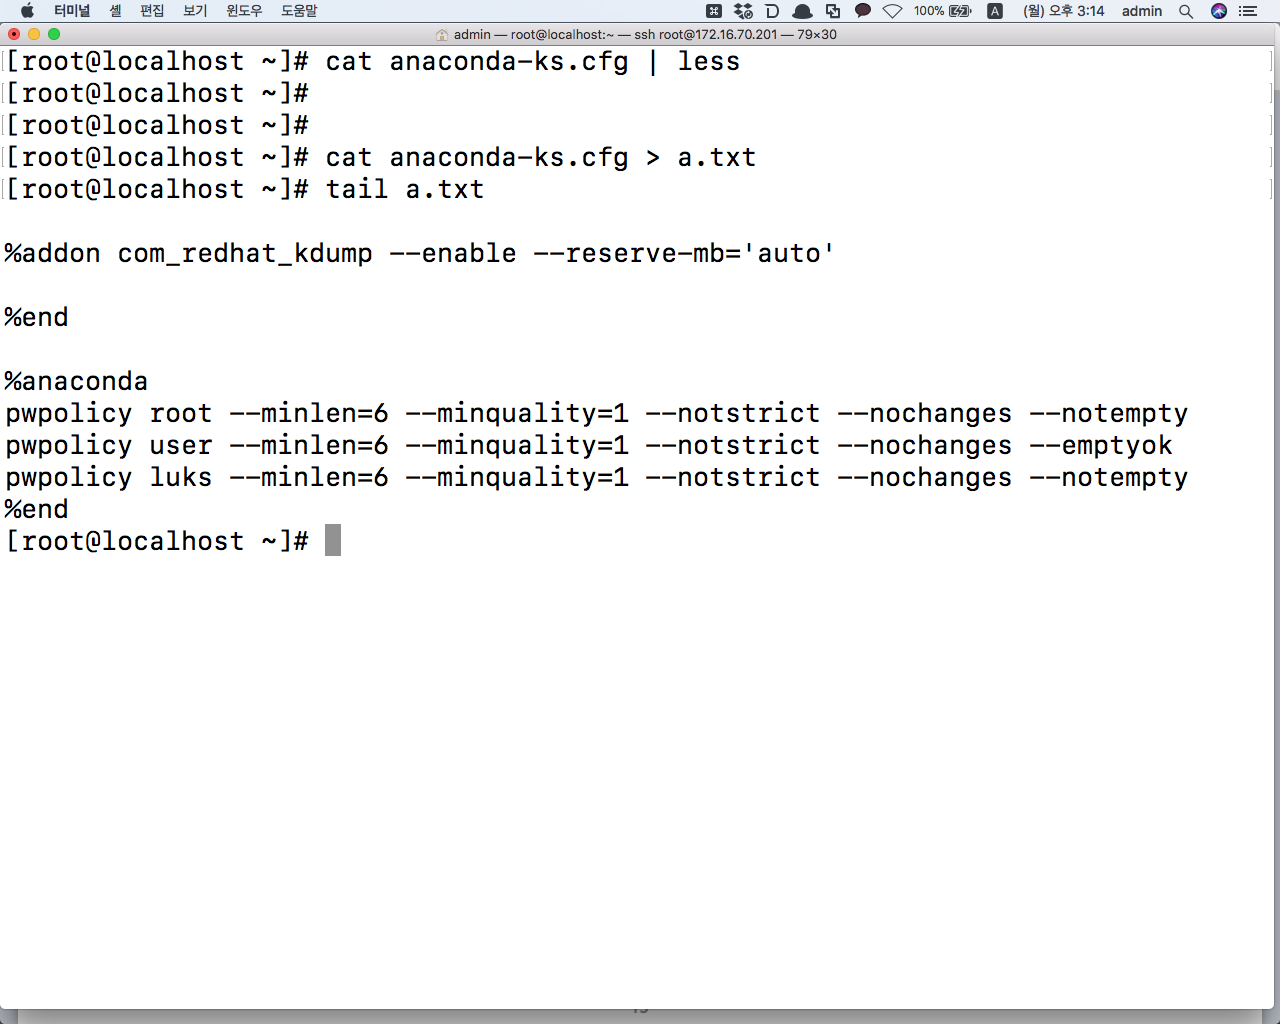 터미널 셸 편집 보기 윈도우 도움말 100% A (월) 오후 3:14 admin
admin — root@localhost:~ — ssh root@172.16.70.201 — 79×30
[root@localhost ~]# cat anaconda-ks.cfg | less
[root@localhost ~]#
[root@localhost ~]#
[root@localhost ~]# cat anaconda-ks.cfg > a.txt
[root@localhost ~]# tail a.txt
%addon com_redhat_kdump --enable --reserve-mb='auto'
%end
%anaconda
pwpolicy root --minlen=6 --minquality=1 --notstrict --nochanges --notempty
pwpolicy user --minlen=6 --minquality=1 --notstrict --nochanges --emptyok
pwpolicy luks --minlen=6 --minquality=1 --notstrict --nochanges --notempty
%end
[root@localhost ~]#